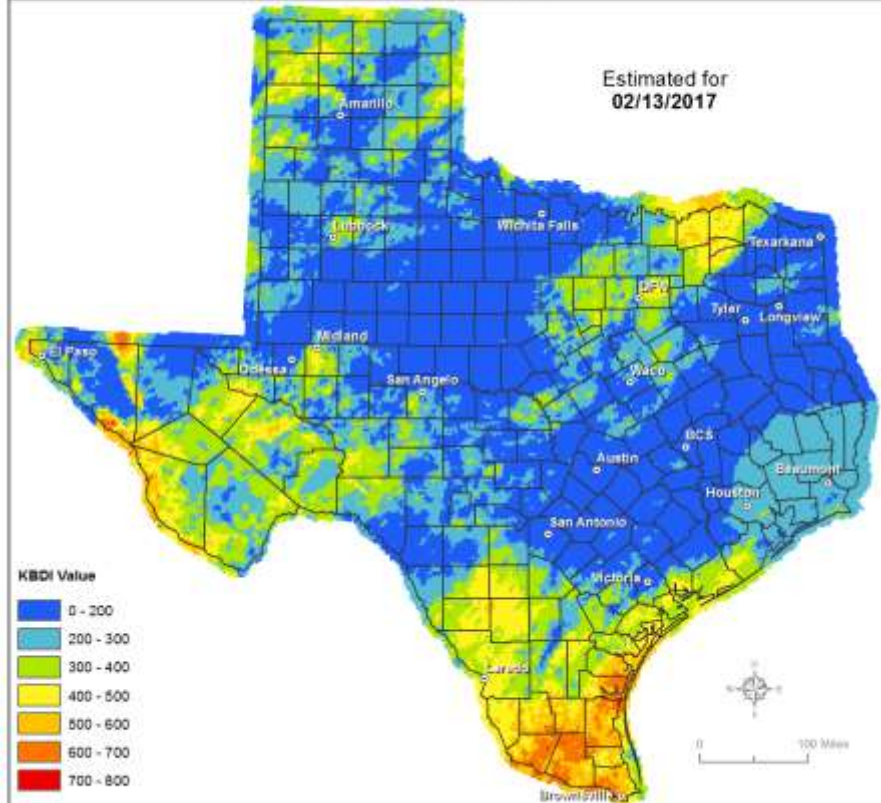 Estimated for
02/13/2017
Amarillo
Lubbock
Wichita Falls
Texarkana
DFW
Tyler
Longview
El Paso
Midland
Odessa
San Angelo
Waco
BCS
Austin
Beaumont
Houston
San Antonio
Victoria
Laredo
Brownsville
KBDI Value
0 - 200
200 - 300
300 - 400
400 - 500
500 - 600
600 - 700
700 - 800
0 100 Miles